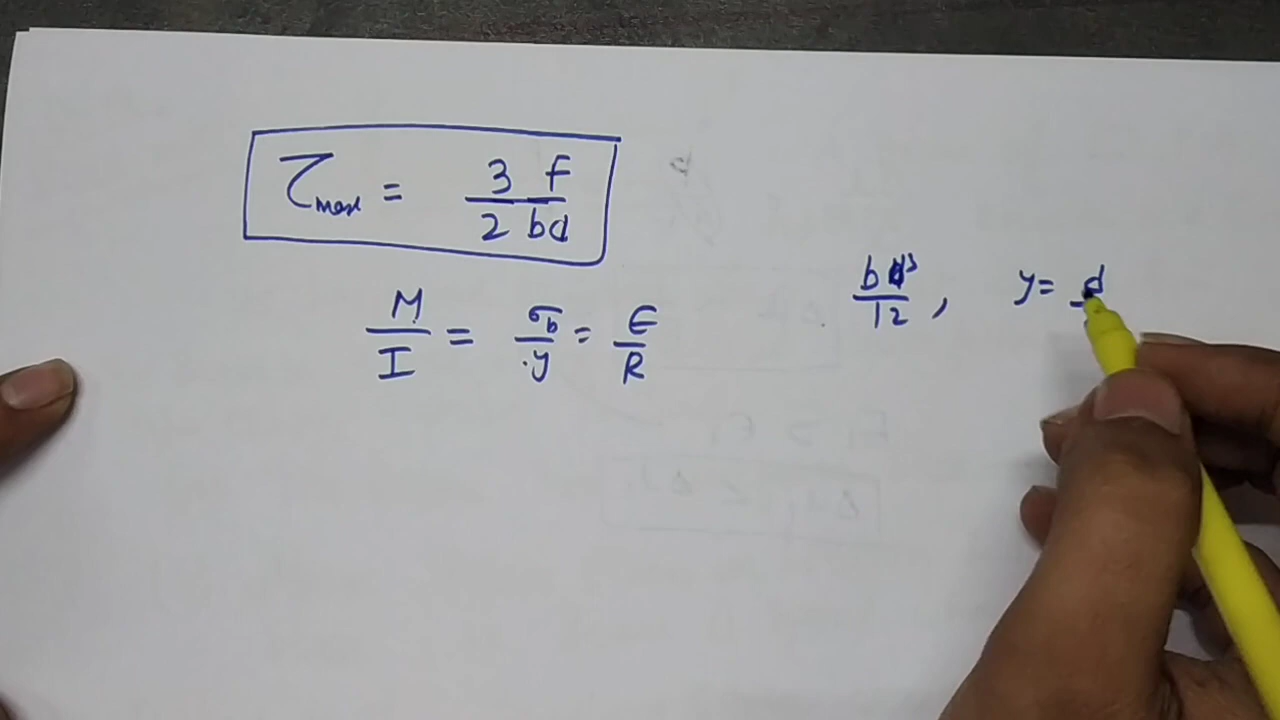 τmax = 3 F / 2 bd
M/I = σb/y = E/R
bd³/12 , y = d